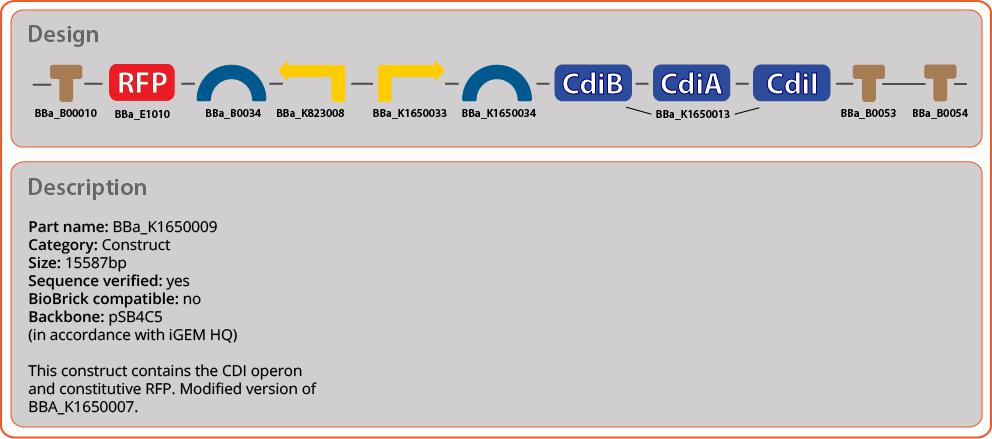 Design
RFP CdiB CdiA CdiI
BBa_B00010 BBa_E1010 BBa_B0034 BBa_K823008 BBa_K1650033 BBa_K1650034 BBa_K1650013 BBa_B0053 BBa_B0054
Description
Part name: BBa_K1650009
Category: Construct
Size: 15587bp
Sequence verified: yes
BioBrick compatible: no
Backbone: pSB4C5
(in accordance with iGEM HQ)
This construct contains the CDI operon
and constitutive RFP. Modified version of
BBA_K1650007.